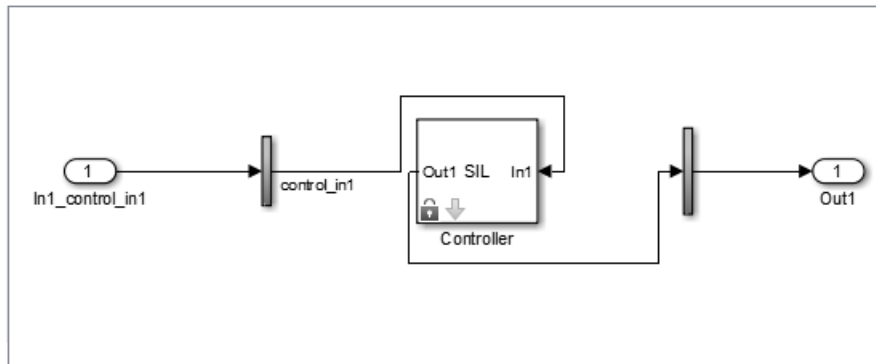 1
In1_control_in1
control_in1
Out1 SIL In1
Controller
1
Out1